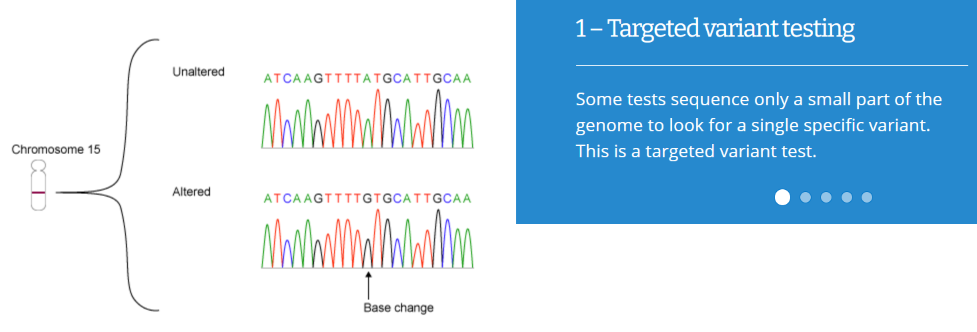 Chromosome 15
Unaltered
ATCAAGTTTTATGCATTGCAA
Altered
ATCAAGTTTTGTGCATTGCAA
Base change
1 – Targeted variant testing
Some tests sequence only a small part of the
genome to look for a single specific variant.
This is a targeted variant test.